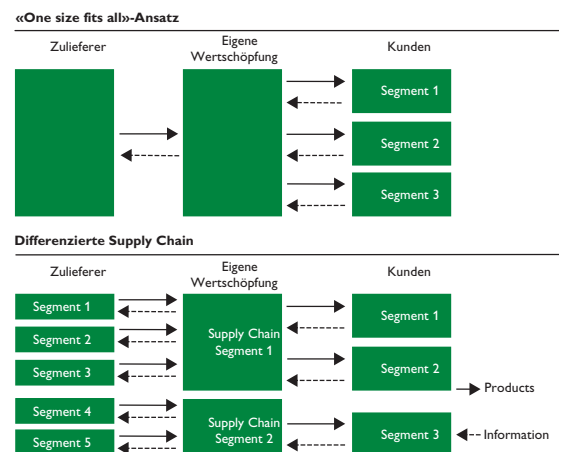 «One size fits all»-Ansatz
Zulieferer
Eigene
Wertschöpfung
Kunden
Segment 1
Segment 2
Segment 3
Differenzierte Supply Chain
Zulieferer
Eigene
Wertschöpfung
Kunden
Segment 1
Segment 2
Segment 3
Segment 4
Segment 5
Supply Chain
Segment 1
Supply Chain
Segment 2
Segment 1
Segment 2
Segment 3
Products
Information